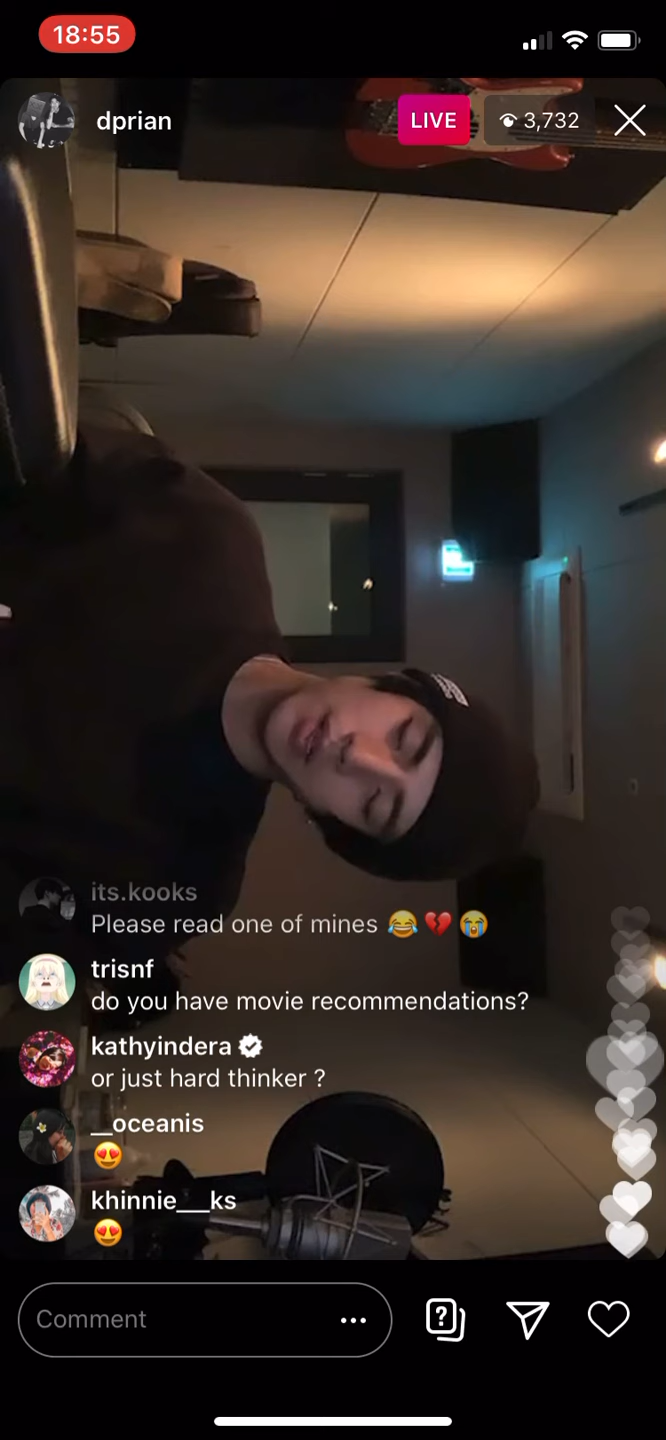 18:55
dprian
LIVE
3,732
its.kooks
Please read one of mines 😂 💔 😭
trisnf
do you have movie recommendations?
kathyindera
or just hard thinker ?
__oceanis
😍
khinnie___ks
😍
Comment